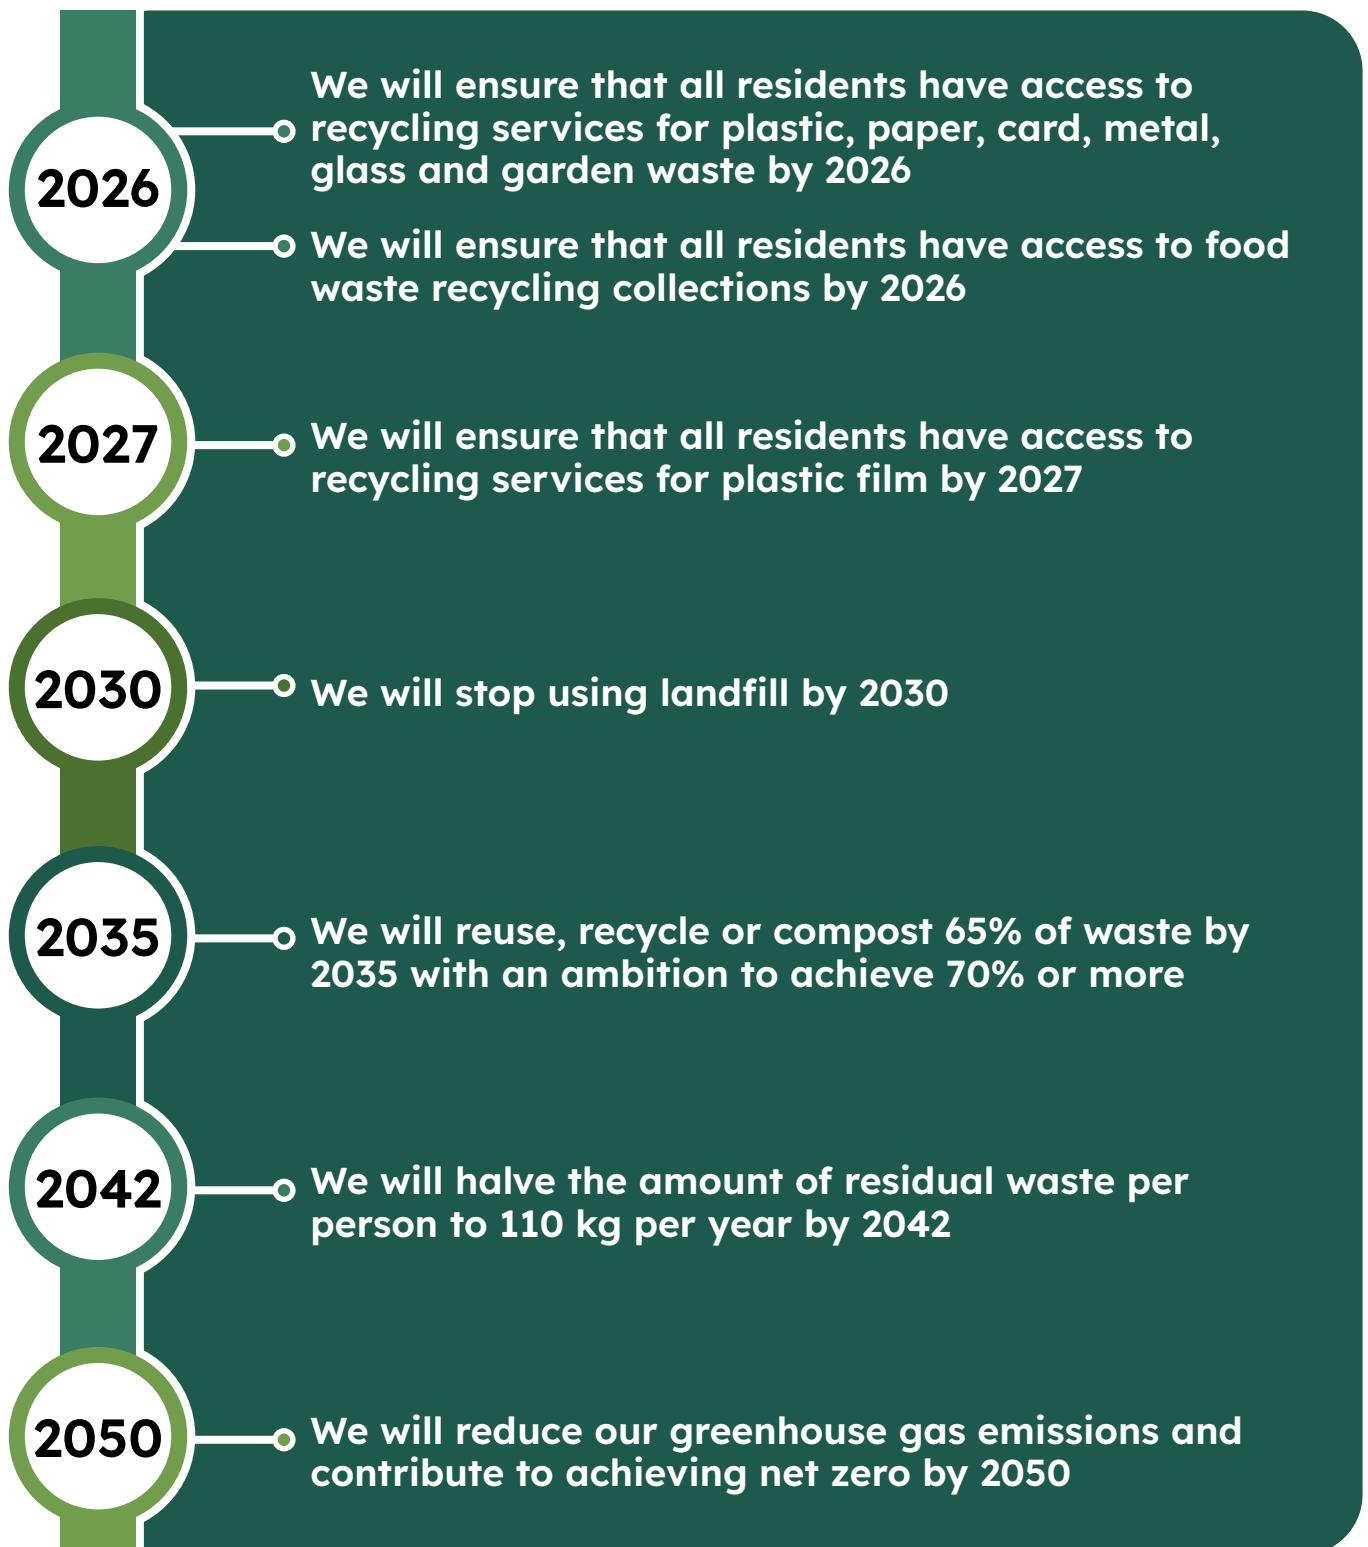 2026
We will ensure that all residents have access to
recycling services for plastic, paper, card, metal,
glass and garden waste by 2026
We will ensure that all residents have access to food
waste recycling collections by 2026
2027
We will ensure that all residents have access to
recycling services for plastic film by 2027
2030
We will stop using landfill by 2030
2035
We will reuse, recycle or compost 65% of waste by
2035 with an ambition to achieve 70% or more
2042
We will halve the amount of residual waste per
person to 110 kg per year by 2042
2050
We will reduce our greenhouse gas emissions and
contribute to achieving net zero by 2050